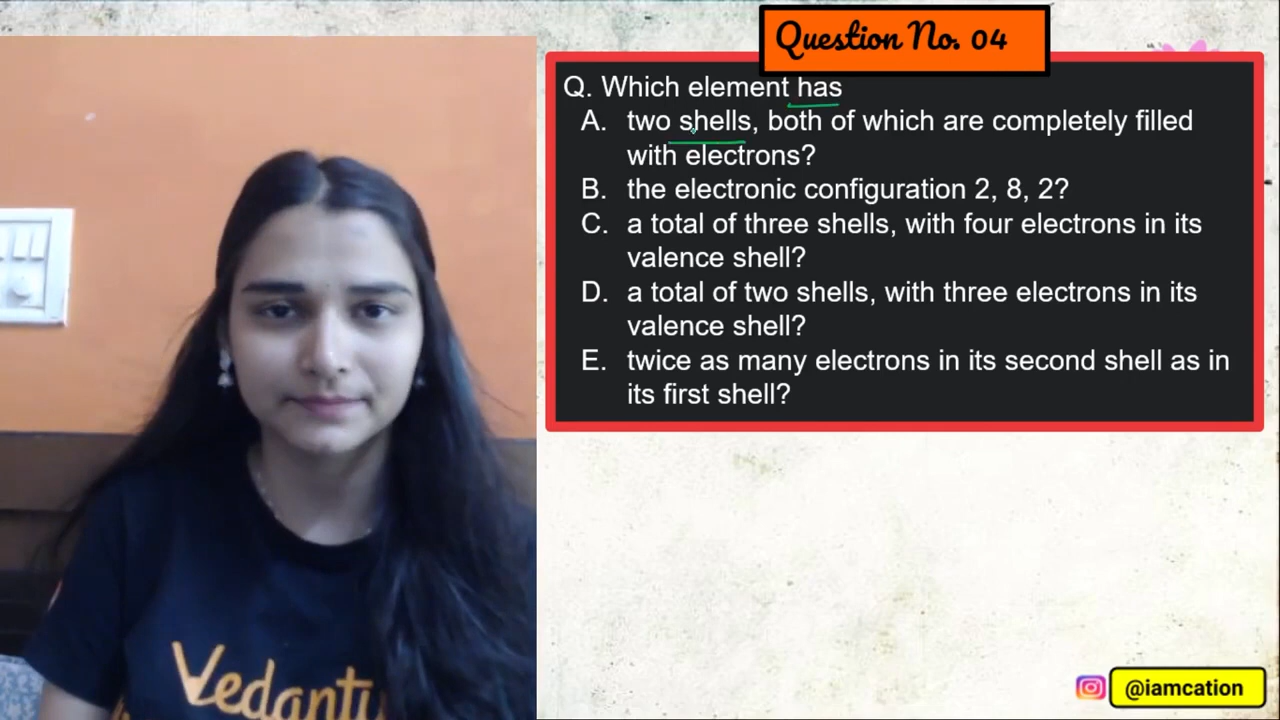 Question No. 04
Q. Which element has
A. two shells, both of which are completely filled
with electrons?
B. the electronic configuration 2, 8, 2?
C. a total of three shells, with four electrons in its
valence shell?
D. a total of two shells, with three electrons in its
valence shell?
E. twice as many electrons in its second shell as in
its first shell?
@iamcation